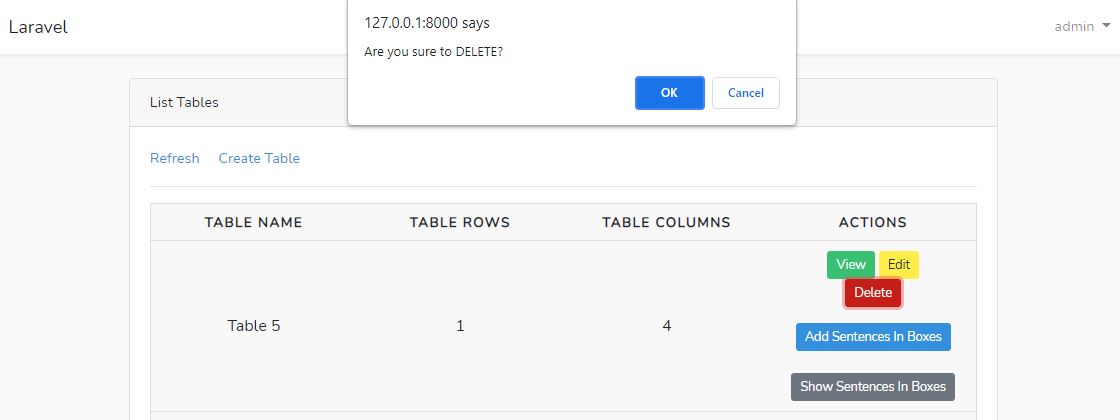 Laravel
127.0.0.1:8000 says
admin
Are you sure to DELETE?
OK
Cancel
List Tables
Refresh
Create Table
TABLE NAME
TABLE ROWS
TABLE COLUMNS
ACTIONS
View
Edit
Delete
Table 5
1
4
Add Sentences In Boxes
Show Sentences In Boxes